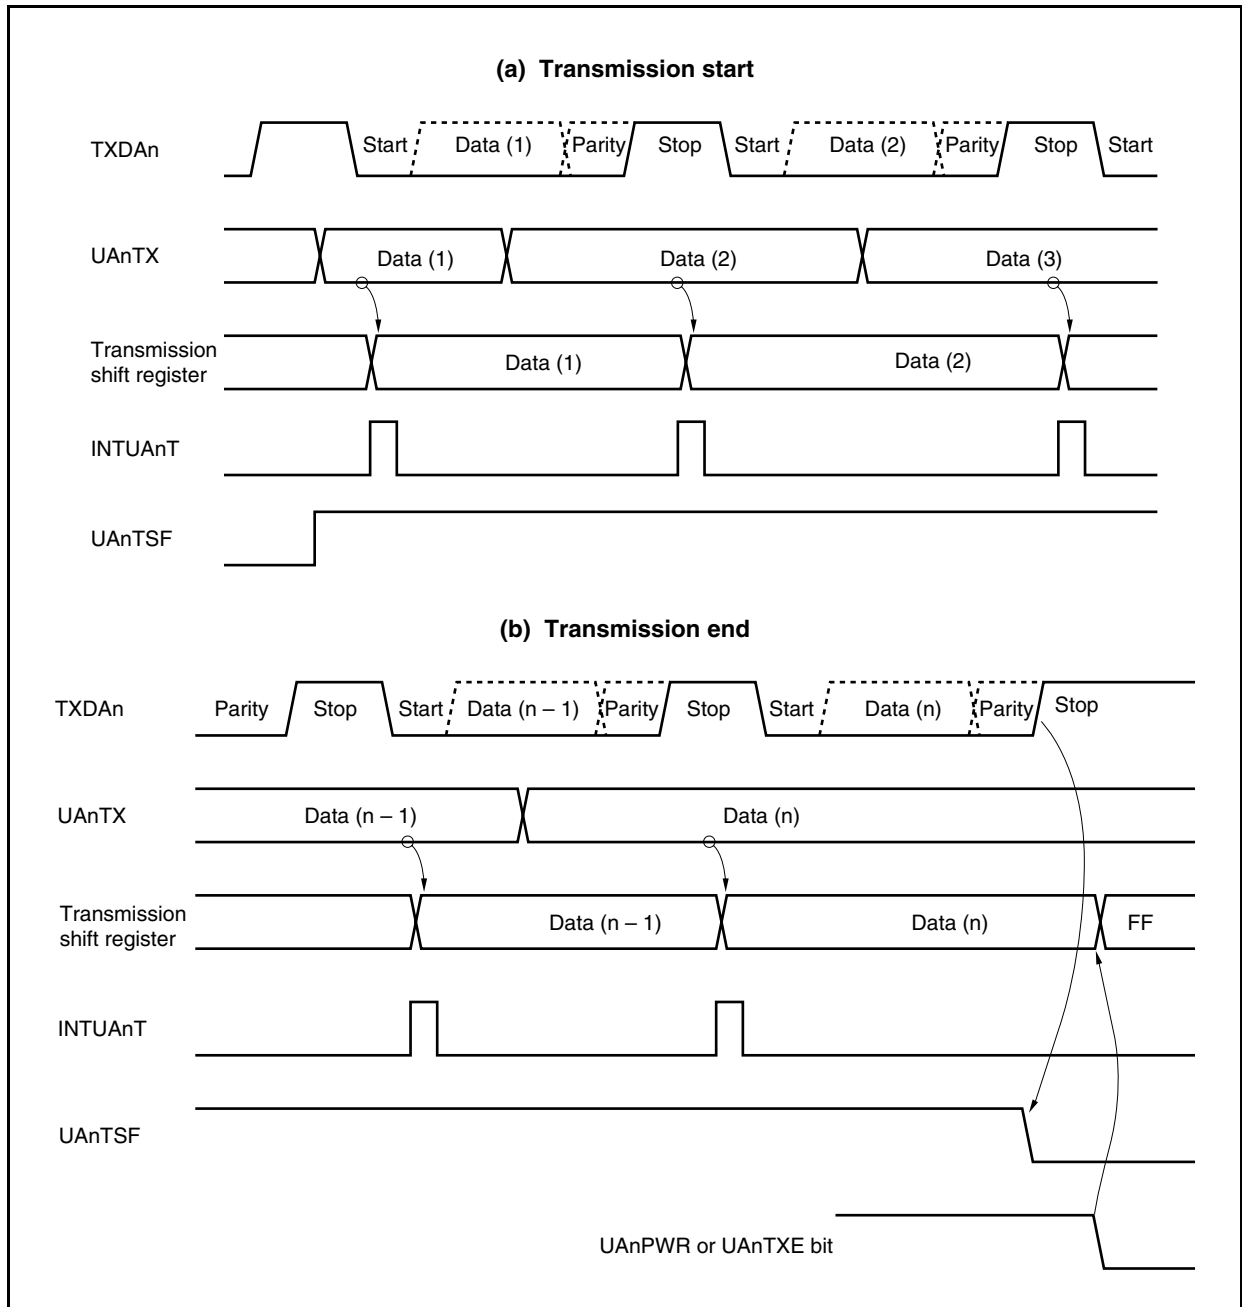 (a) Transmission start
TXDAn
Start Data (1) Parity Stop Start Data (2) Parity Stop Start
UAnTX
Data (1) Data (2) Data (3)
Transmission
shift register
Data (1) Data (2)
INTUAnT
UAnTSF
(b) Transmission end
TXDAn
Parity Stop Start Data (n – 1) Parity Stop Start Data (n) Parity Stop
UAnTX
Data (n – 1) Data (n)
Transmission
shift register
Data (n – 1) Data (n) FF
INTUAnT
UAnTSF
UAnPWR or UAnTXE bit